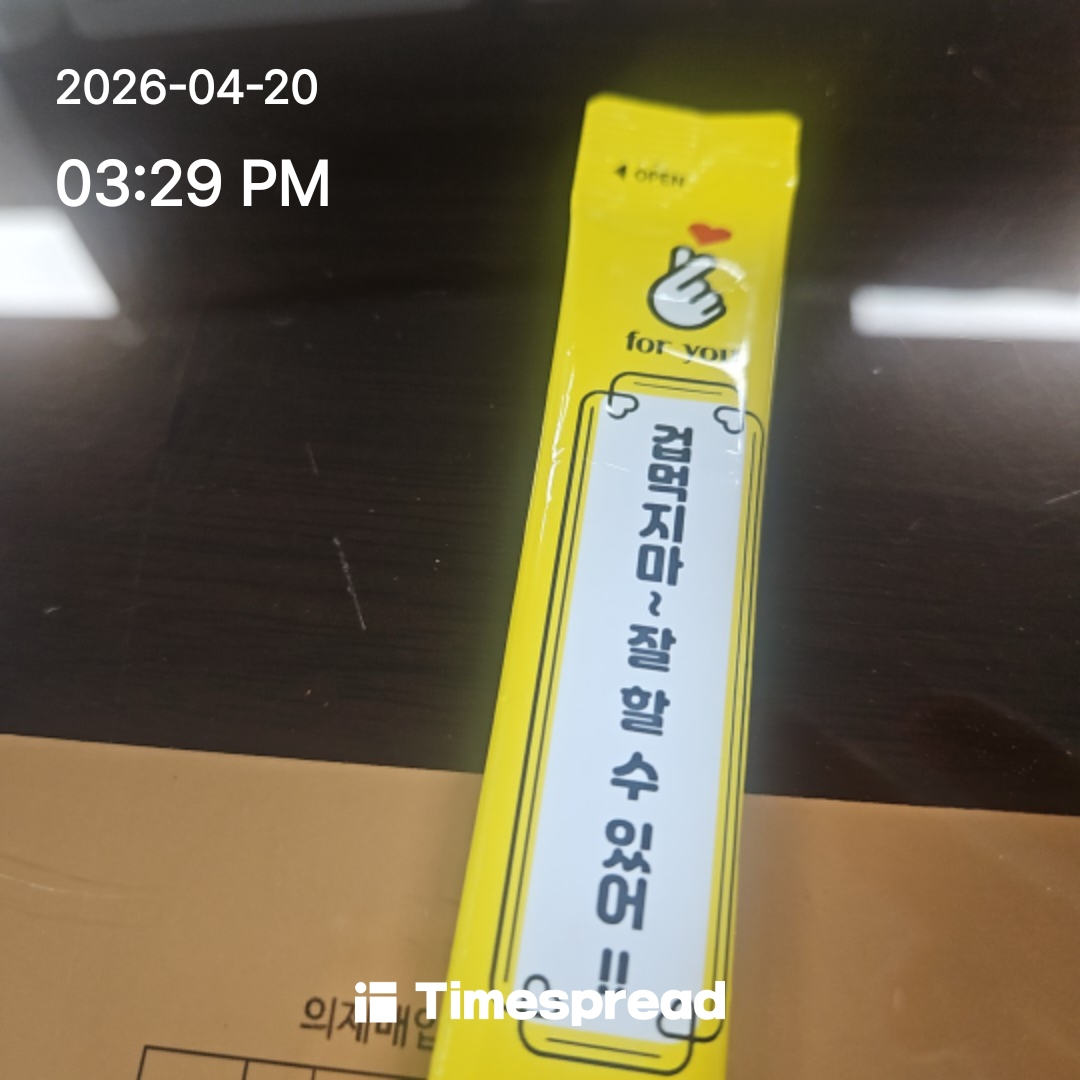 2026-04-20
03:29 PM
◀ OPEN
for you
겁먹지마~잘 할 수 있어 !!
Timespread